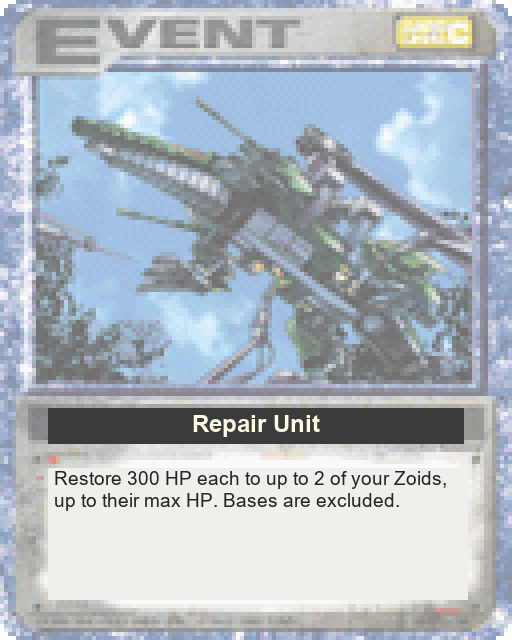 EVENT
C
Repair Unit
Restore 300 HP each to up to 2 of your Zoids,
up to their max HP. Bases are excluded.